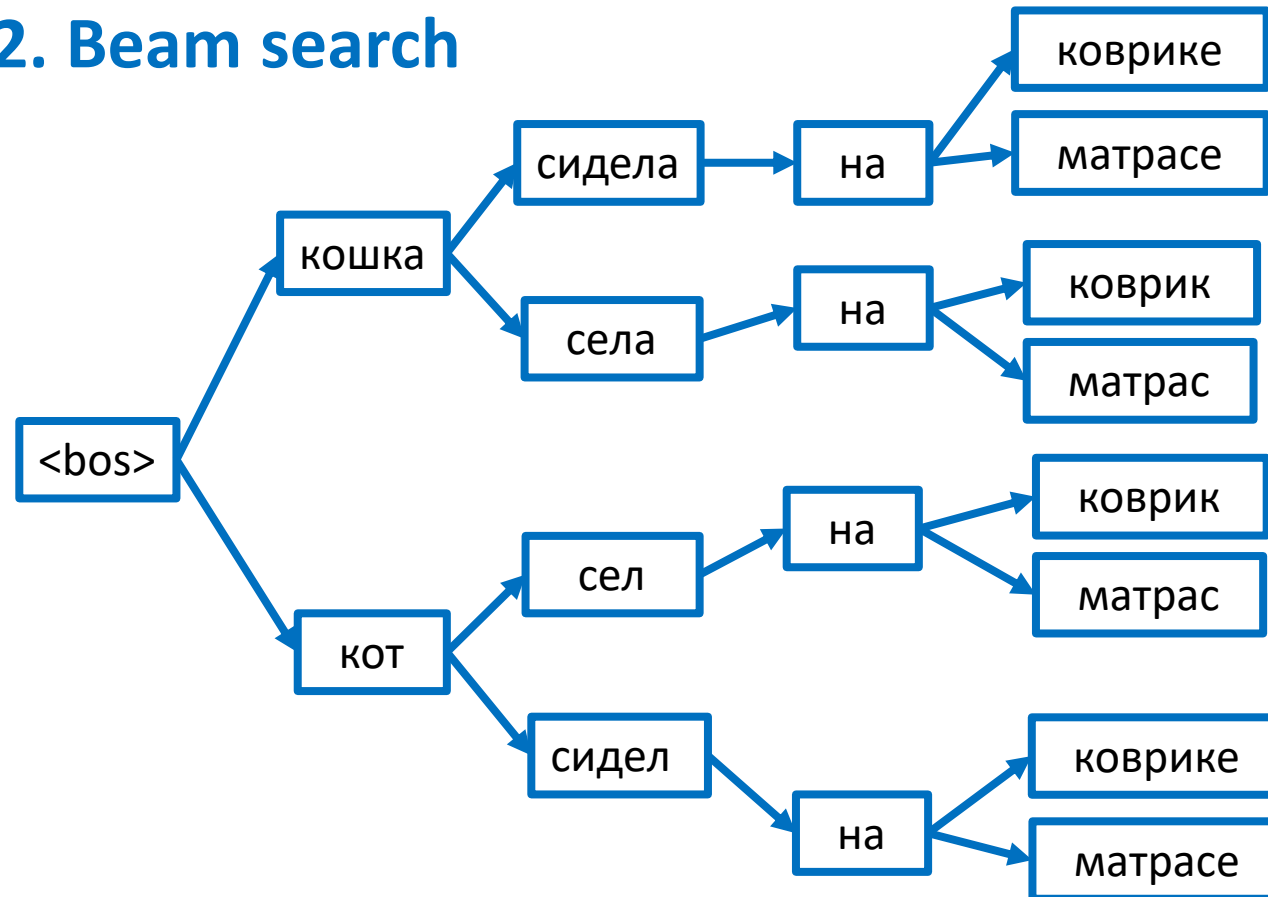 2. Beam search
коврике
матрасе
сидела
на
кошка
села
на
коврик
матрас
<bos>
сел
на
коврик
матрас
кот
сидел
на
коврике
матрасе